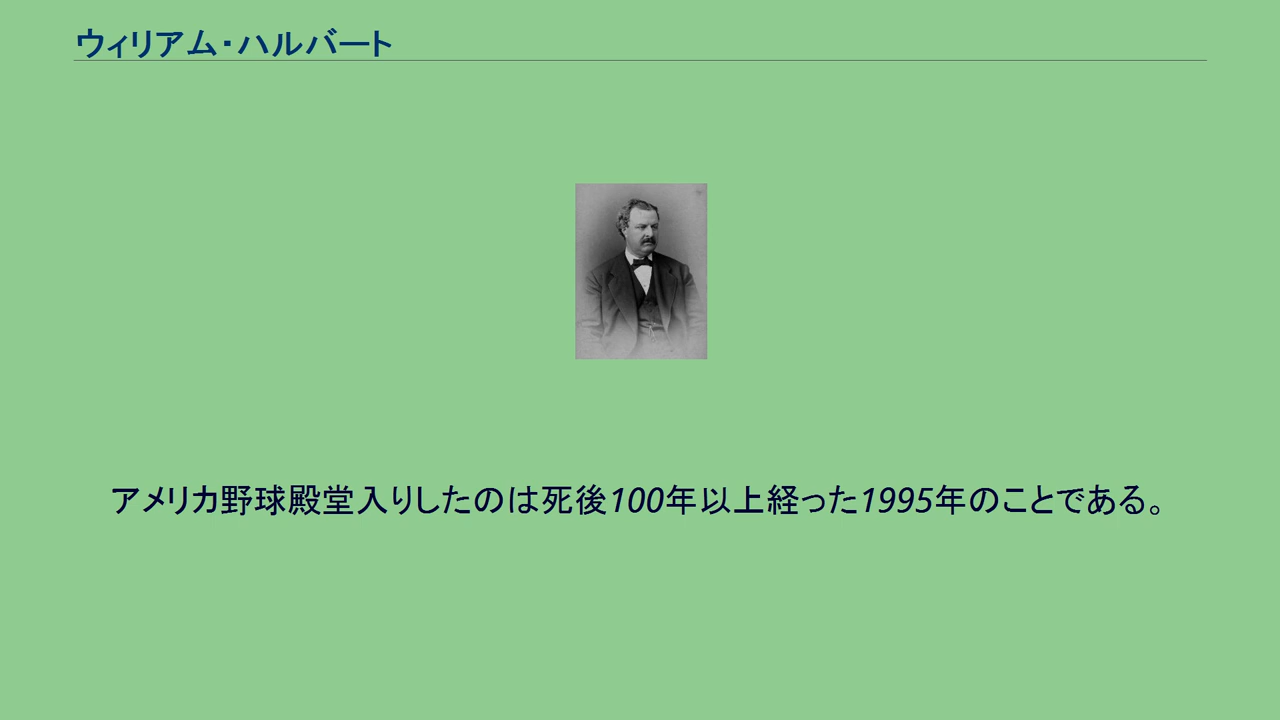 ウィリアム・ハルバート
アメリカ野球殿堂入りしたのは死後100年以上経った1995年のことである。